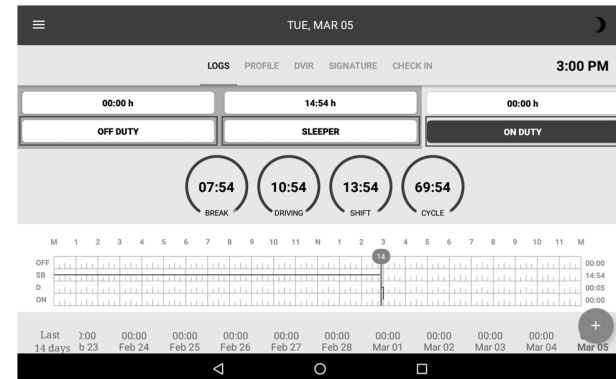 TUE, MAR 05
LOGS PROFILE DVIR SIGNATURE CHECK IN 3:00 PM
00:00 h 14:54 h 00:00 h
OFF DUTY SLEEPER ON DUTY
07:54 10:54 13:54 69:54
BREAK DRIVING SHIFT CYCLE
M 1 2 3 4 5 6 7 8 9 10 11 N 1 2 3 4 5 6 7 8 9 10 11 M
14
OFF 00:00
SB 14:54
D 00:05
ON 00:00
+
Last ):00 00:00 00:00 00:00 00:00 00:00 00:00 00:00 00:00 00:00
14 days b 23 Feb 24 Feb 25 Feb 26 Feb 27 Feb 28 Mar 01 Mar 02 Mar 03 Mar 04 Mar 05